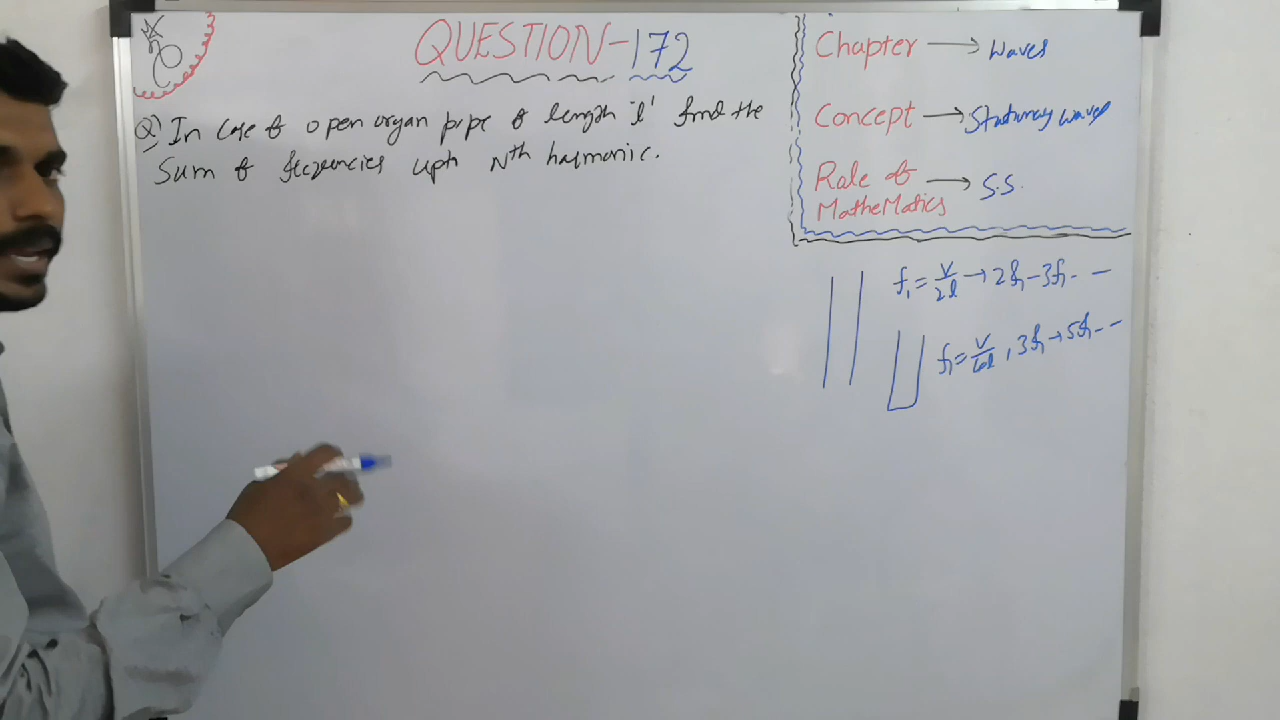 QUESTION-172
Q) In case of open organ pipe of length 'l' find the
Sum of frequencies upto Nth harmonic.
Chapter → Waves
Concept → Stationary waves
Role of → S.S.
MatheMatics
f₁ = V/2l → 2f₁ - 3f₁ - - -
f₁ = V/4l , 3f₁ → 5f₁ - - -